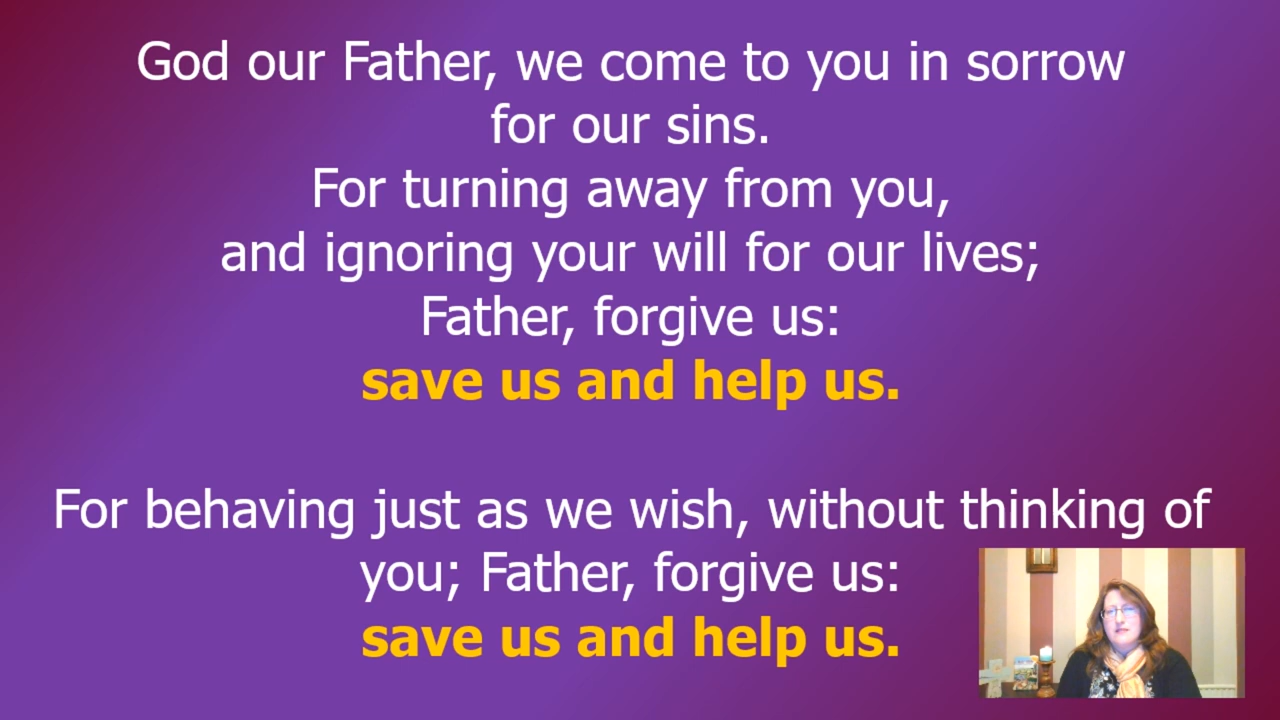 God our Father, we come to you in sorrow
for our sins.
For turning away from you,
and ignoring your will for our lives;
Father, forgive us:
save us and help us.
For behaving just as we wish, without thinking of
you; Father, forgive us:
save us and help us.